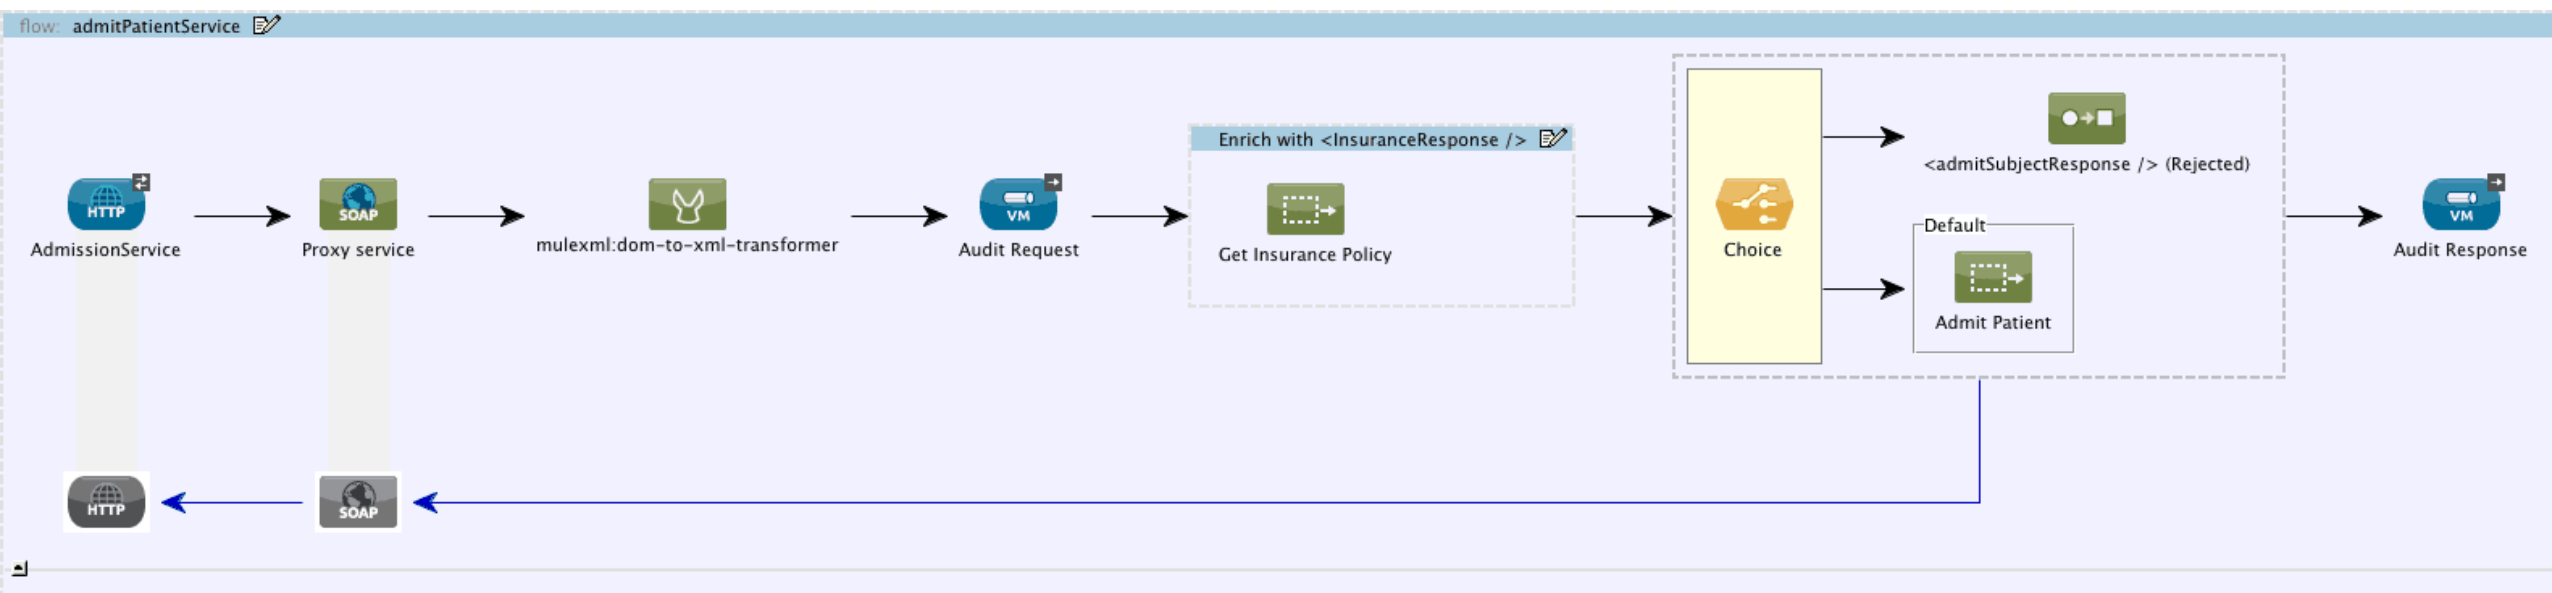 flow: admitPatientService
HTTP
AdmissionService
SOAP
Proxy service
mulexml:dom-to-xml-transformer
VM
Audit Request
Enrich with <InsuranceResponse />
Get Insurance Policy
Choice
<admitSubjectResponse /> (Rejected)
Default
Admit Patient
VM
Audit Response
HTTP
SOAP